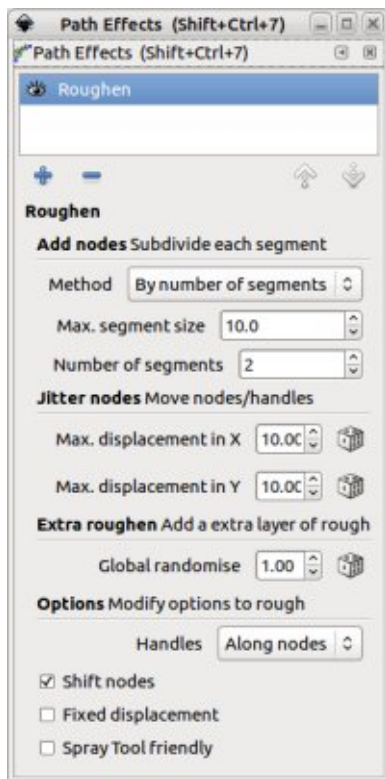 Path Effects (Shift+Ctrl+7)
Path Effects (Shift+Ctrl+7)
Roughen
Roughen
Add nodes Subdivide each segment
Method By number of segments
Max. segment size 10.0
Number of segments 2
Jitter nodes Move nodes/handles
Max. displacement in X 10.00
Max. displacement in Y 10.00
Extra roughen Add a extra layer of rough
Global randomise 1.00
Options Modify options to rough
Handles Along nodes
Shift nodes
Fixed displacement
Spray Tool friendly